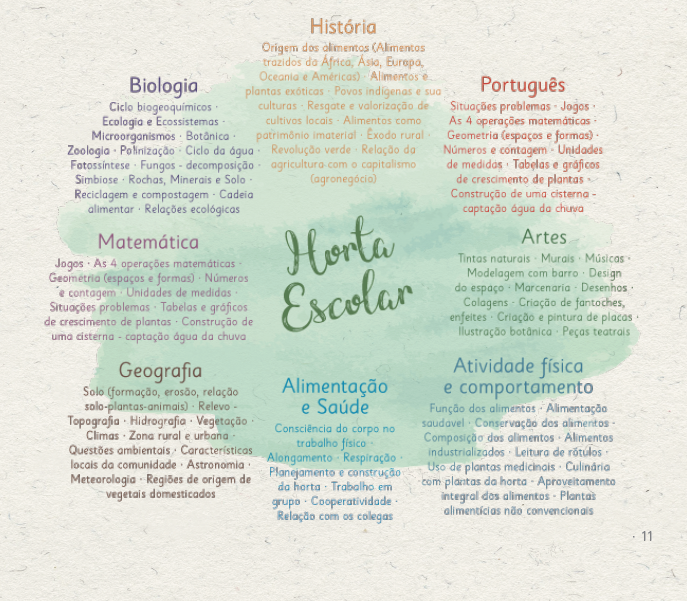 História
Origem dos alimentos (Alimentos
trazidos da África, Ásia, Europa,
Oceania e Américas) · Alimentos e
plantas exóticas · Povos indígenas e sua
culturas · Resgate e valorização de
cultivos locais · Alimentos como
patrimônio imaterial · Êxodo rural ·
Revolução verde · Relação da
agricultura com o capitalismo
(agronegócio)
Biologia
Ciclo biogeoquímicos ·
Ecologia e Ecossistemas ·
Microorganismos · Botânica ·
Zoologia · Polinização · Ciclo da água ·
Fotossíntese · Fungos - decomposição ·
Simbiose · Rochas, Minerais e Solo ·
Reciclagem e compostagem · Cadeia
alimentar · Relações ecológicas
Português
Situações problemas · Jogos ·
As 4 operações matemáticas ·
Geometria (espaços e formas) ·
Números e contagem · Unidades
de medidas · Tabelas e gráficos
de crescimento de plantas ·
Construção de uma cisterna -
captação água da chuva
Horta
Escolar
Matemática
Jogos · As 4 operações matemáticas ·
Geometria (espaços e formas) · Números
e contagem · Unidades de medidas ·
Situações problemas · Tabelas e gráficos
de crescimento de plantas · Construção de
uma cisterna - captação água da chuva
Artes
Tintas naturais · Murais · Músicas ·
Modelagem com barro · Design
do espaço · Marcenaria · Desenhos ·
Colagens · Criação de fantoches,
enfeites · Criação e pintura de placas ·
Ilustração botânica · Peças teatrais
Geografia
Solo (formação, erosão, relação
solo-plantas-animais) · Relevo -
Topografia · Hidrografia · Vegetação ·
Climas · Zona rural e urbana ·
Questões ambientais · Características
locais da comunidade · Astronomia ·
Meteorologia · Regiões de origem de
vegetais domesticados
Alimentação
e Saúde
Consciência do corpo no
trabalho físico ·
Alongamento · Respiração ·
Planejamento e construção
da horta · Trabalho em
grupo · Cooperatividade ·
Relação com os colegas
Atividade física
e comportamento
Função dos alimentos · Alimentação
saudavel · Conservação dos alimentos ·
Composição dos alimentos · Alimentos
industrializados · Leitura de rótulos ·
Uso de plantas medicinais · Culinária
com plantas da horta · Aproveitamento
integral dos alimentos · Plantas
alimentícias não convencionais
· 11